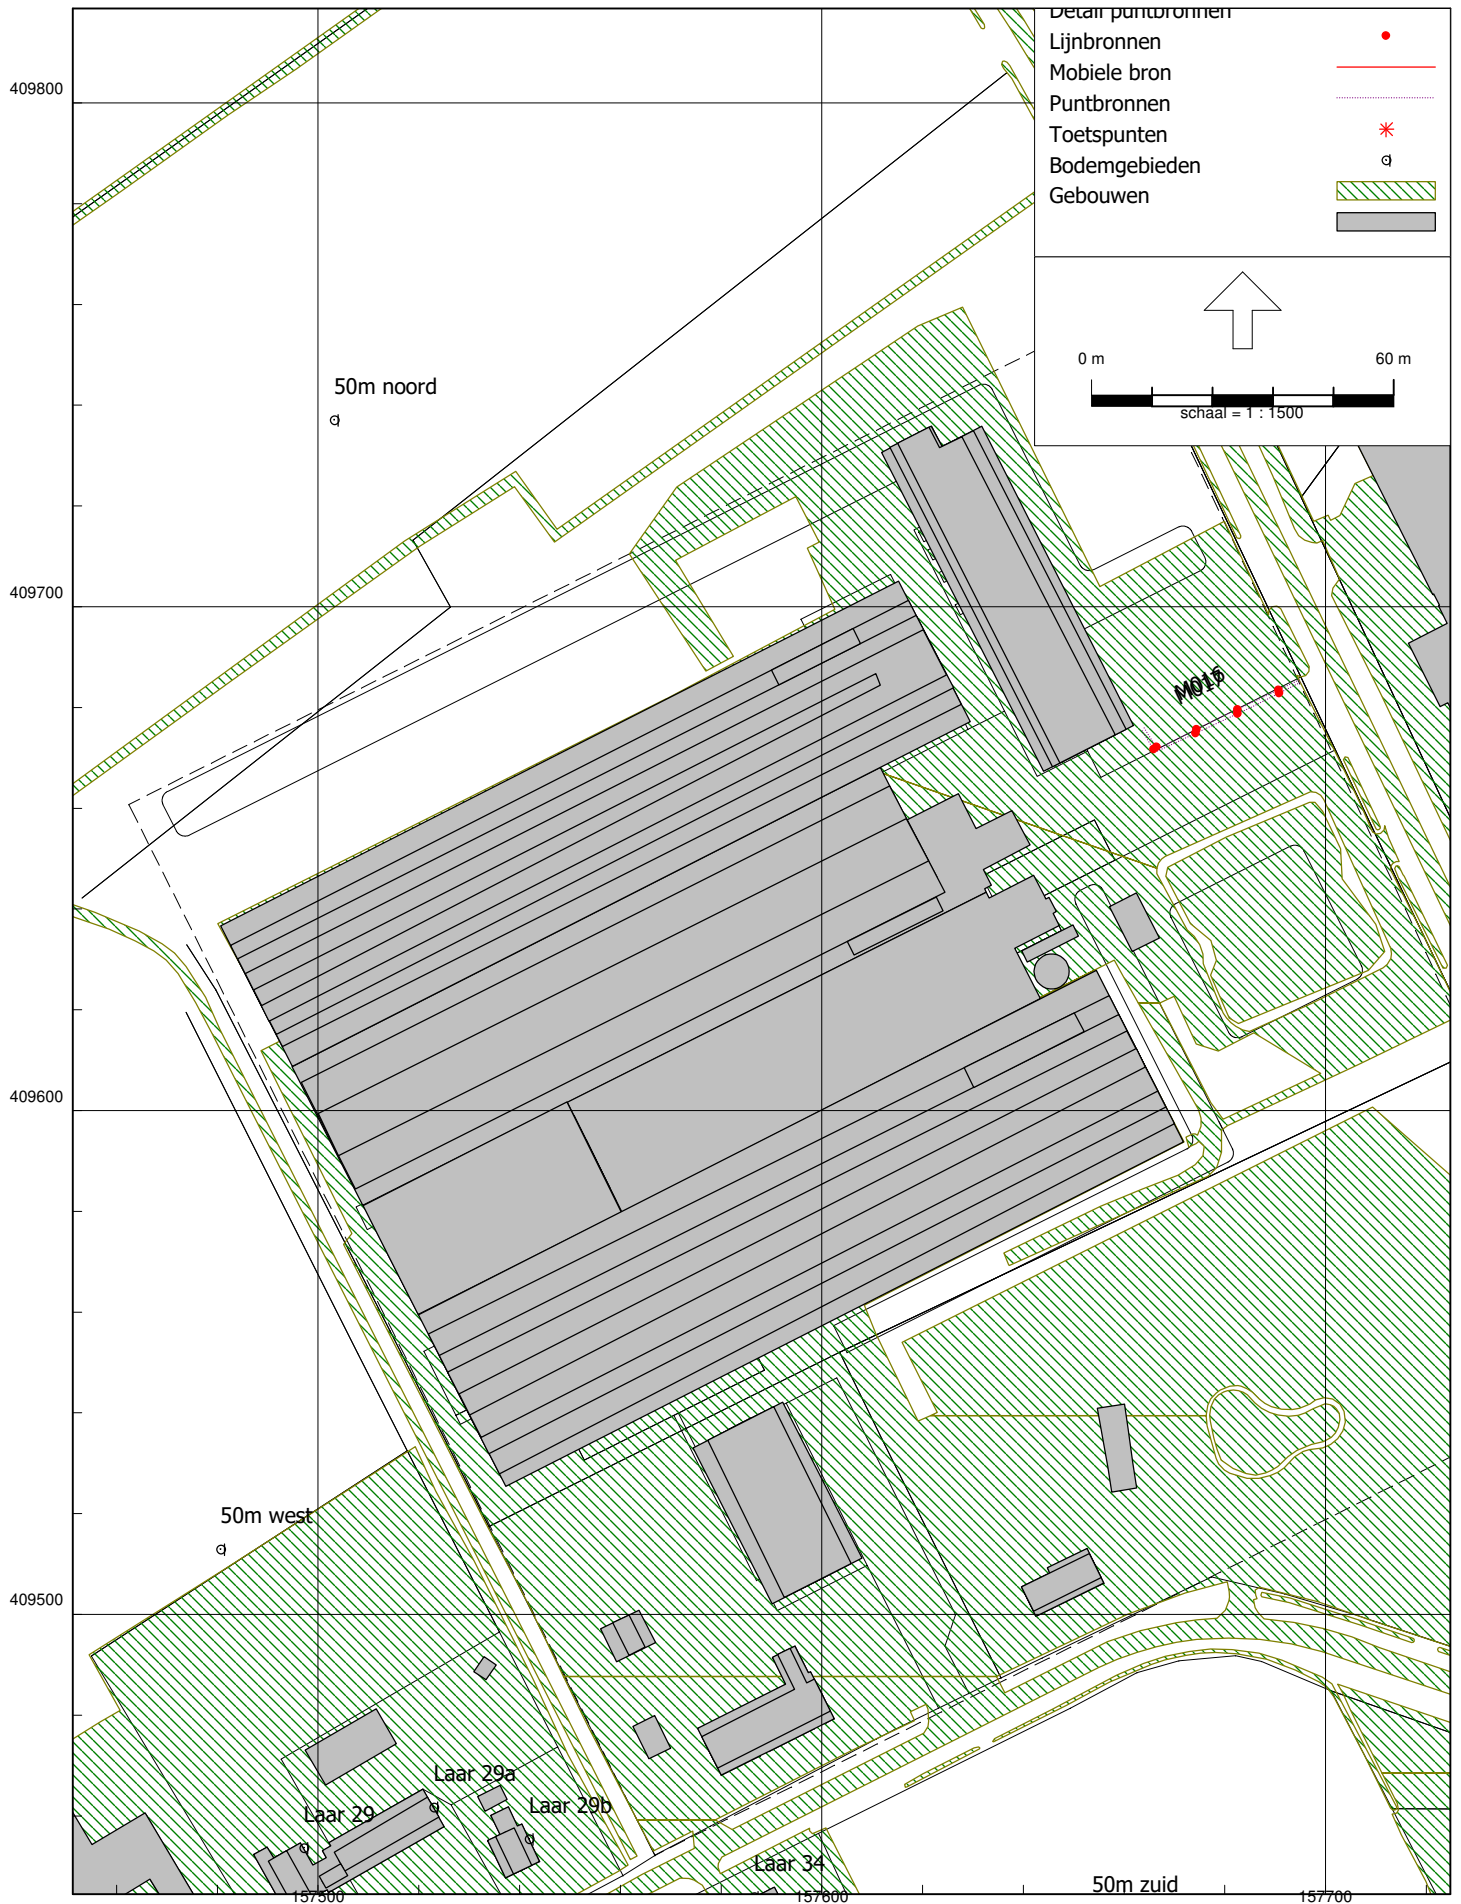 Detail puntbronnen
Lijnbronnen
Mobiele bron
Puntbronnen
Toetspunten
Bodemgebieden
Gebouwen
0 m 60 m
schaal = 1 : 1500
409800
50m noord
409700
409600
50m west
409500
Laar 29a
Laar 29
Laar 29b
Laar 34
50m zuid
157500 157600 157700